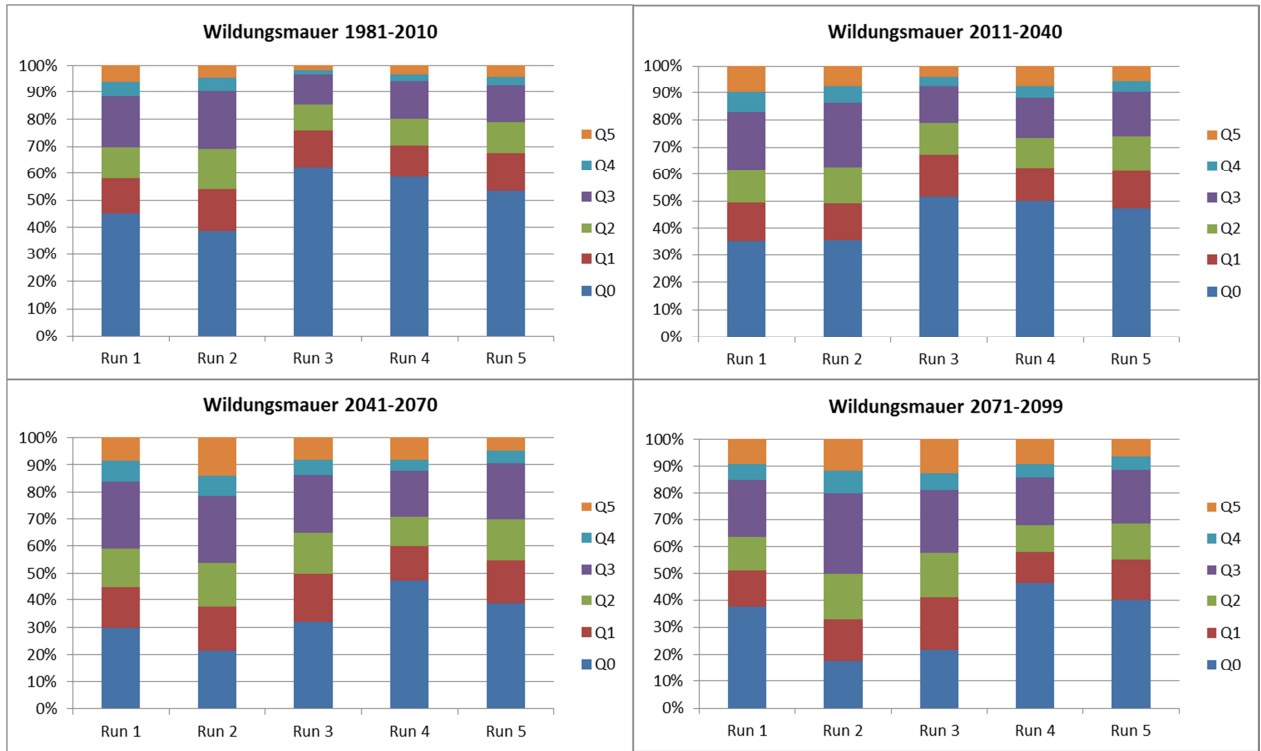 Wildungsmauer 1981-2010
100%
90%
80%
70%
60%
50%
40%
30%
20%
10%
0%
Run 1 Run 2 Run 3 Run 4 Run 5
Q5
Q4
Q3
Q2
Q1
Q0
Wildungsmauer 2011-2040
100%
90%
80%
70%
60%
50%
40%
30%
20%
10%
0%
Run 1 Run 2 Run 3 Run 4 Run 5
Q5
Q4
Q3
Q2
Q1
Q0
Wildungsmauer 2041-2070
100%
90%
80%
70%
60%
50%
40%
30%
20%
10%
0%
Run 1 Run 2 Run 3 Run 4 Run 5
Q5
Q4
Q3
Q2
Q1
Q0
Wildungsmauer 2071-2099
100%
90%
80%
70%
60%
50%
40%
30%
20%
10%
0%
Run 1 Run 2 Run 3 Run 4 Run 5
Q5
Q4
Q3
Q2
Q1
Q0